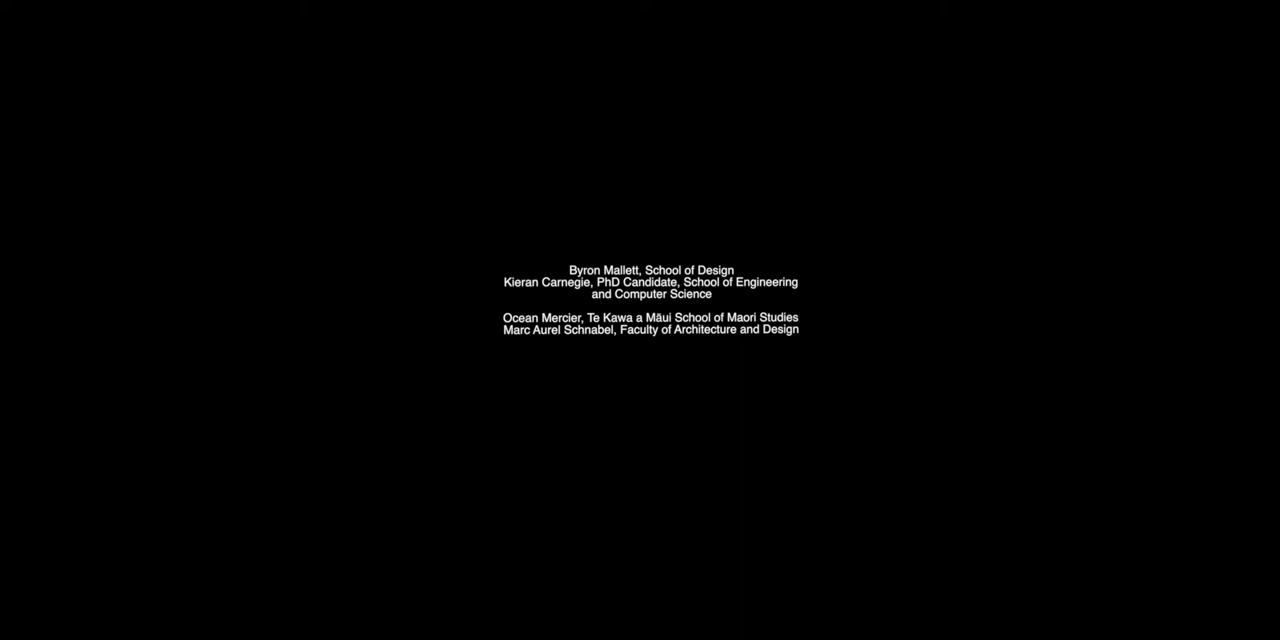 Byron Mallett, School of Design
Kieran Carnegie, PhD Candidate, School of Engineering
and Computer Science
Ocean Mercier, Te Kawa a Māui School of Maori Studies
Marc Aurel Schnabel, Faculty of Architecture and Design